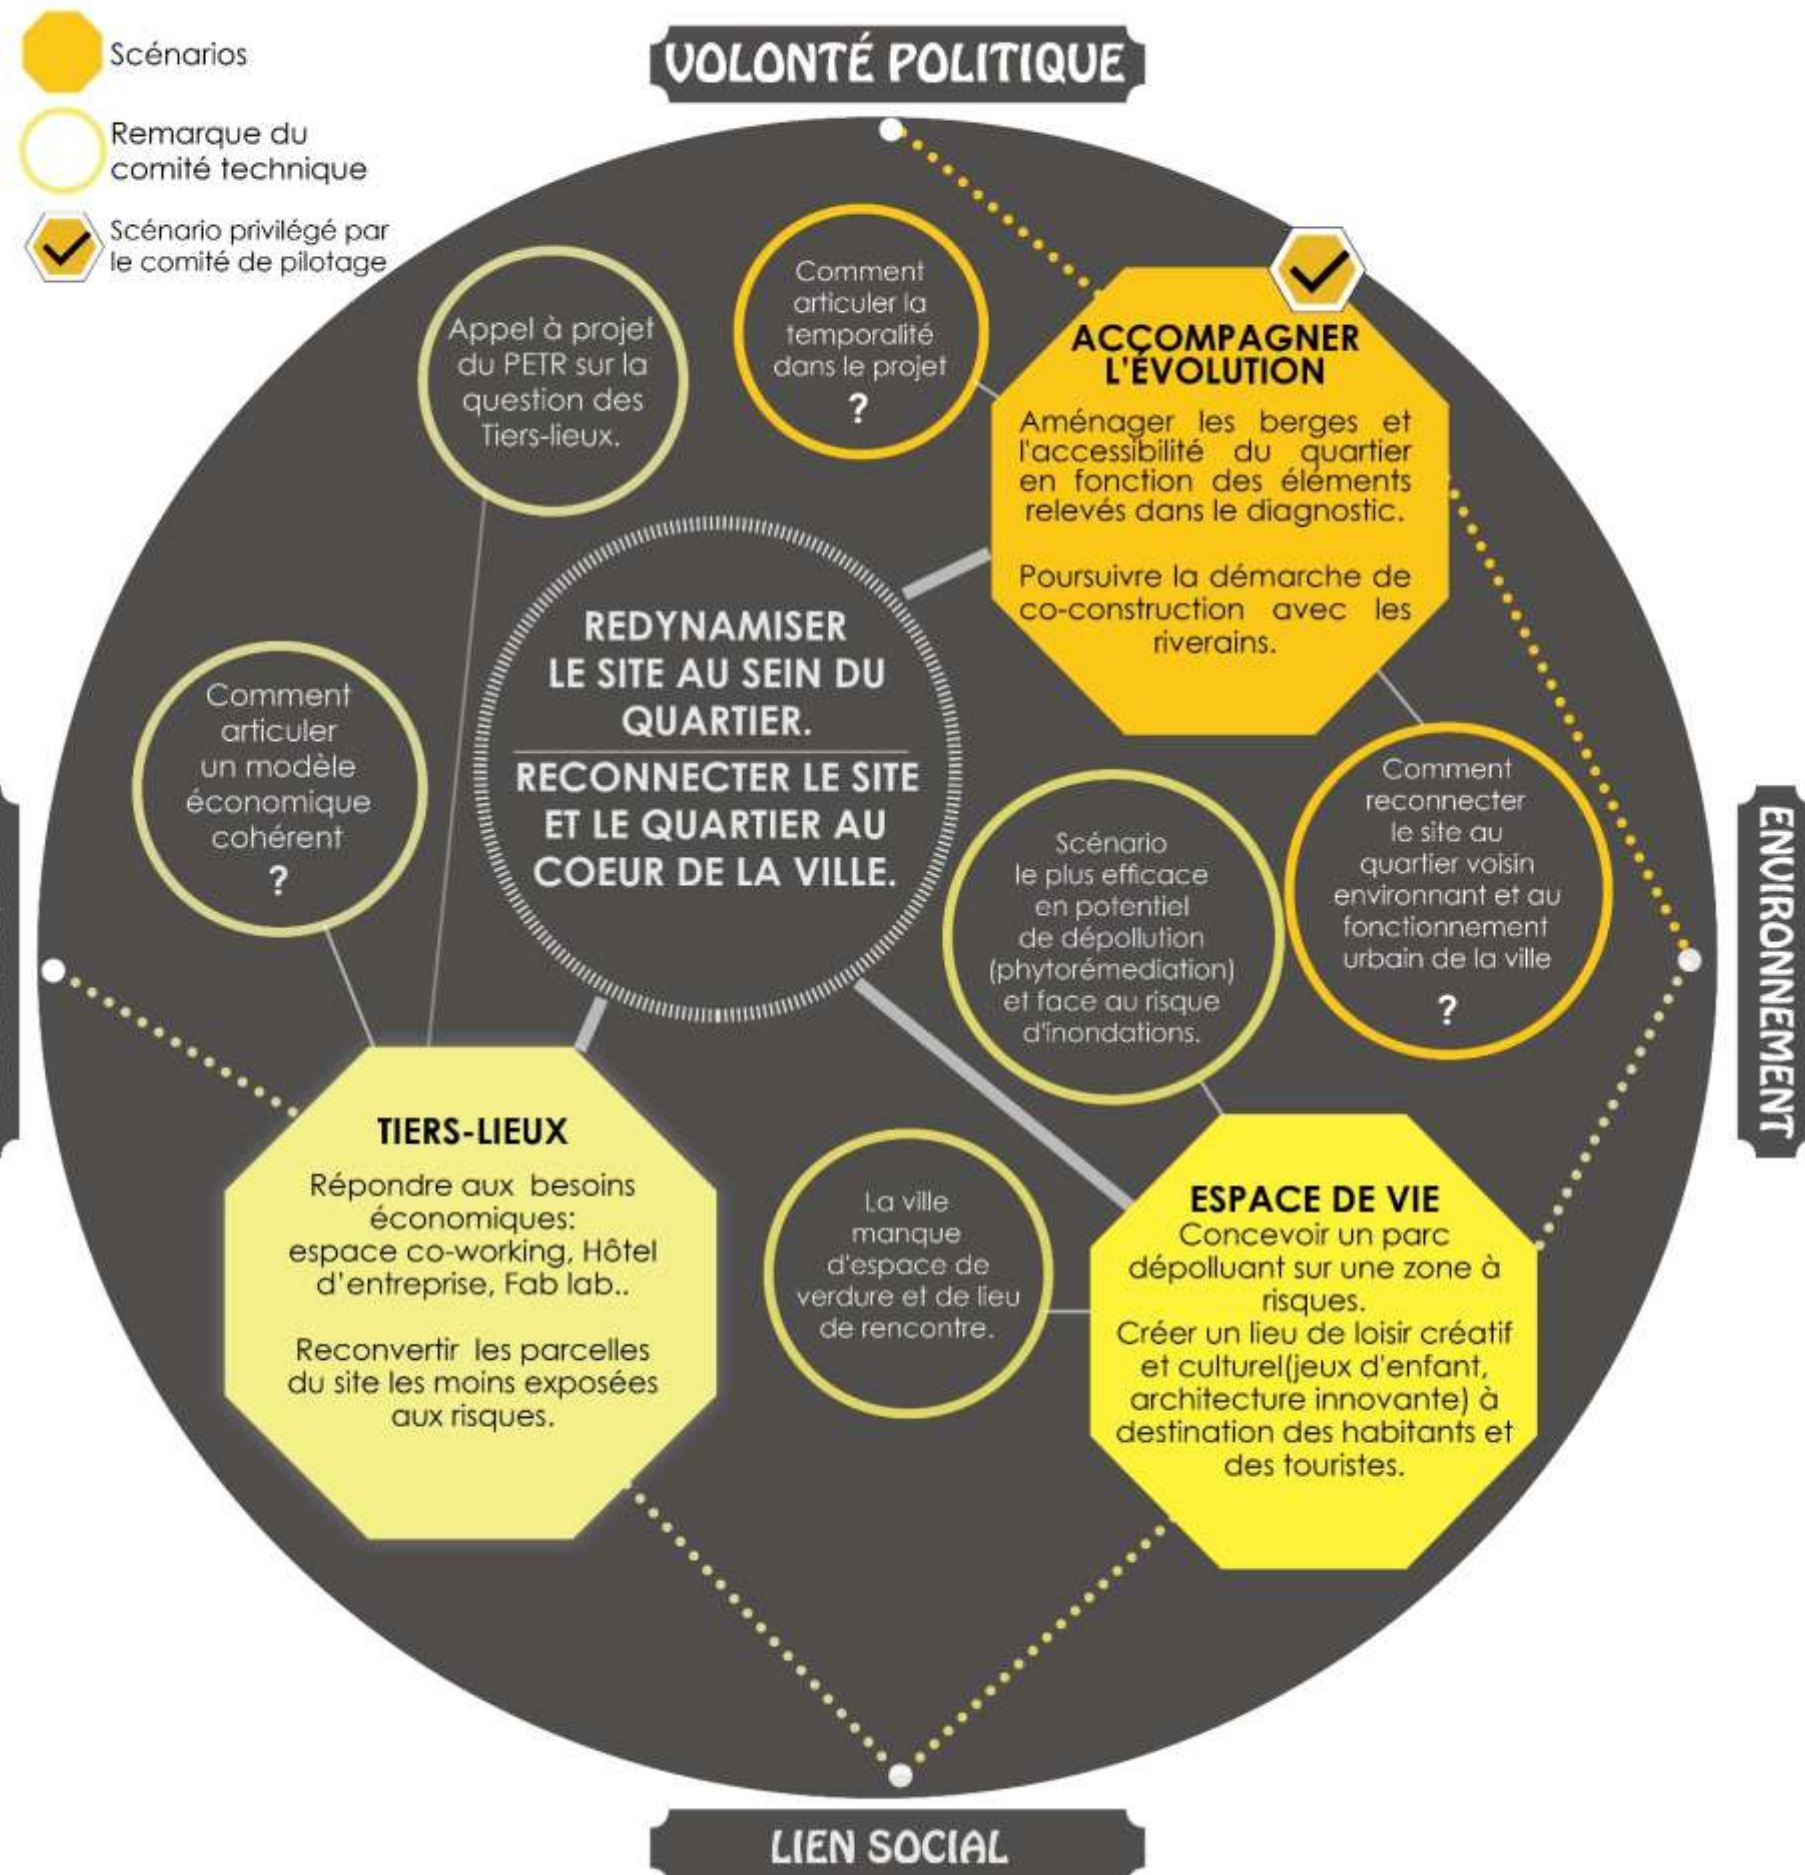 Scénarios
Remarque du
comité technique
Scénario privilégé par
le comité de pilotage
VOLONTÉ POLITIQUE
Appel à projet
du PETR sur la
question des
Tiers-lieux.
Comment
articuler la
temporalité
dans le projet
?
ACCOMPAGNER
L'ÉVOLUTION
Aménager les berges et
l'accessibilité du quartier
en fonction des éléments
relevés dans le diagnostic.
Poursuivre la démarche de
co-construction avec les
riverains.
REDYNAMISER
LE SITE AU SEIN DU
QUARTIER.
RECONNECTER LE SITE
ET LE QUARTIER AU
COEUR DE LA VILLE.
Comment
articuler
un modèle
économique
cohérent
?
Scénario
le plus efficace
en potentiel
de dépollution
(phytorémediation)
et face au risque
d'inondations.
Comment
reconnecter
le site au
quartier voisin
environnant et au
fonctionnement
urbain de la ville
?
ENVIRONNEMENT
TIERS-LIEUX
Répondre aux besoins
économiques:
espace co-working, Hôtel
d'entreprise, Fab lab..
Reconvertir les parcelles
du site les moins exposées
aux risques.
La ville
manque
d'espace de
verdure et de lieu
de rencontre.
ESPACE DE VIE
Concevoir un parc
dépolluant sur une zone à
risques.
Créer un lieu de loisir créatif
et culturel(jeux d'enfant,
architecture innovante) à
destination des habitants et
des touristes.
LIEN SOCIAL